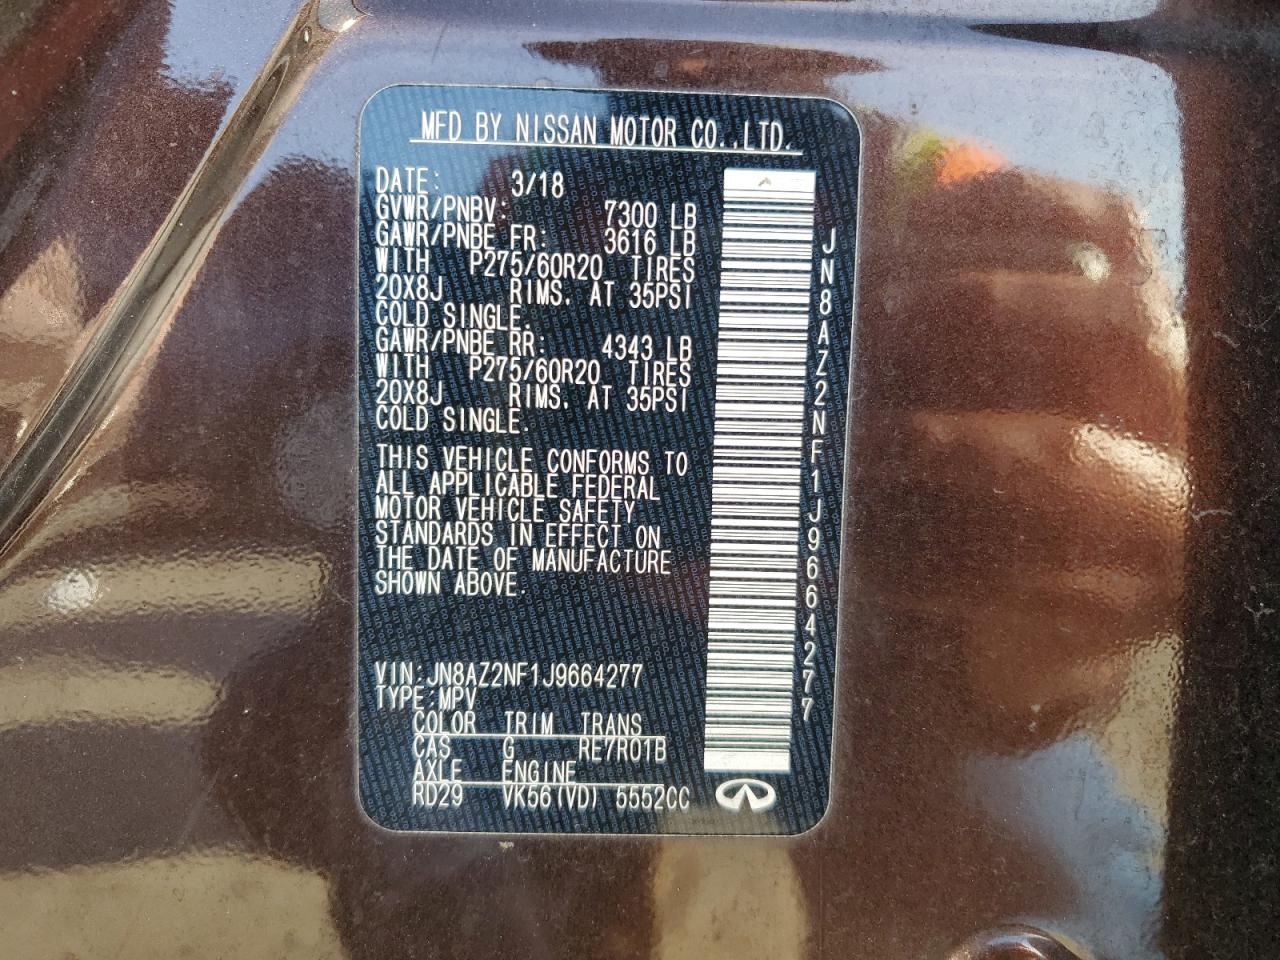 MFD BY NISSAN MOTOR CO.,LTD.
DATE: 3/18
GVWR/PNBV: 7300 LB
GAWR/PNBE FR: 3616 LB
WITH P275/60R20 TIRES
20X8J RIMS, AT 35PSI
COLD SINGLE.
GAWR/PNBE RR: 4343 LB
WITH P275/60R20 TIRES
20X8J RIMS, AT 35PSI
COLD SINGLE.
THIS VEHICLE CONFORMS TO
ALL APPLICABLE FEDERAL
MOTOR VEHICLE SAFETY
STANDARDS IN EFFECT ON
THE DATE OF MANUFACTURE
SHOWN ABOVE.
VIN:JN8AZ2NF1J9664277
TYPE:MPV
COLOR TRIM TRANS
CAS G RE7R01B
AXLE ENGINE
RD29 VK56(VD) 5552CC
JN8AZ2NF1J9664277